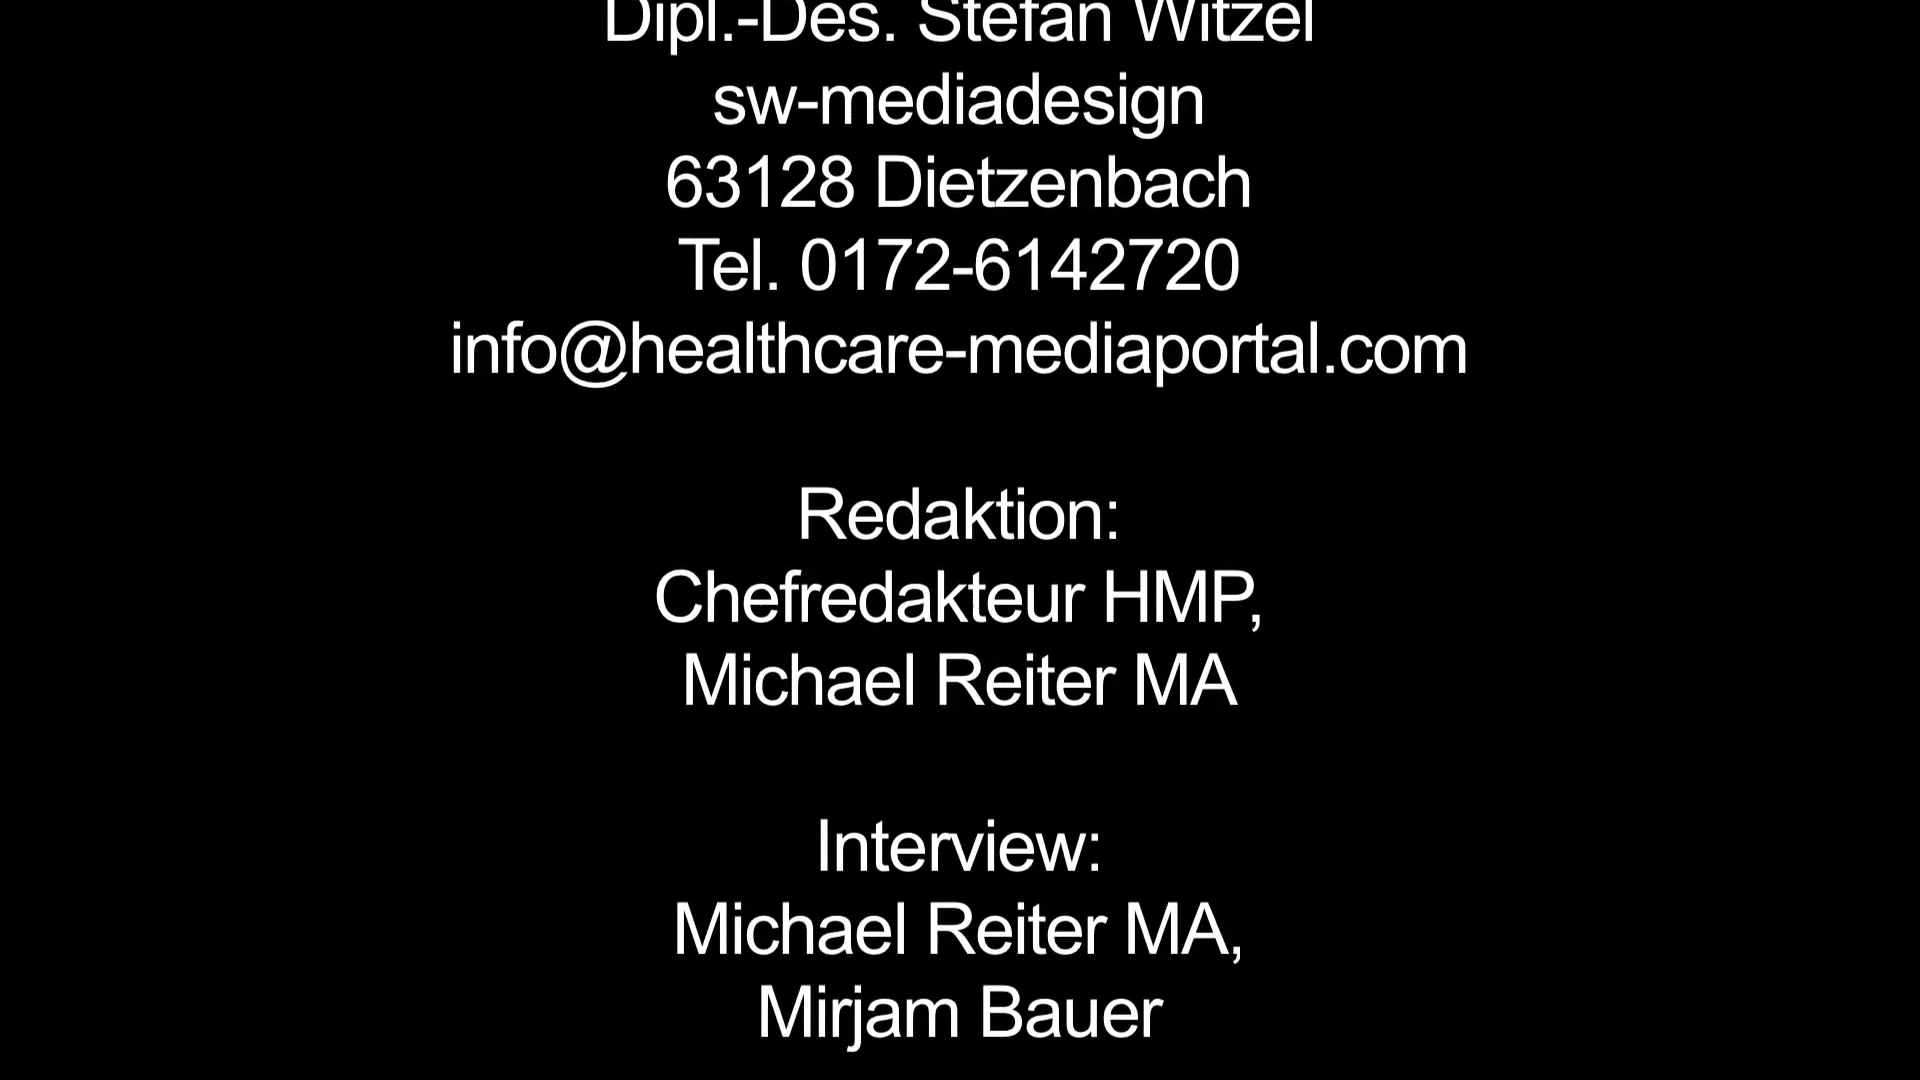 Dipl.-Des. Stefan Witzel
sw-mediadesign
63128 Dietzenbach
Tel. 0172-6142720
info@healthcare-mediaportal.com
Redaktion:
Chefredakteur HMP,
Michael Reiter MA
Interview:
Michael Reiter MA,
Mirjam Bauer